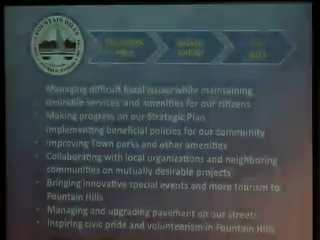 FOUNTAIN HILLS
Managing difficult fiscal issues while maintaining
desirable services and amenities for our citizens
Making progress on our Strategic Plan
Implementing beneficial policies for our community
Improving Town parks and other amenities
Collaborating with local organizations and neighboring
communities on mutually desirable projects
Bringing innovative special events and more tourism to
Fountain Hills
Managing and upgrading pavement on our streets
Inspiring civic pride and volunteerism in Fountain Hills